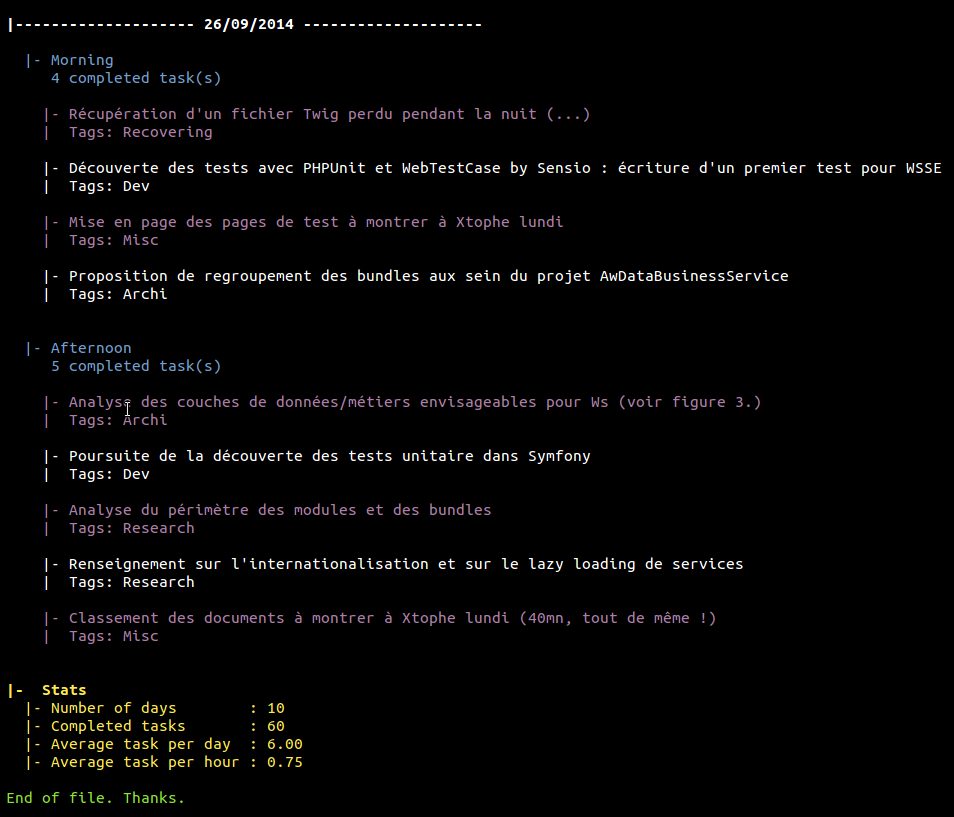 |-------------------- 26/09/2014 --------------------
|- Morning
4 completed task(s)
|- Récupération d'un fichier Twig perdu pendant la nuit (...)
| Tags: Recovering
|- Découverte des tests avec PHPUnit et WebTestCase by Sensio : écriture d'un premier test pour WSSE
| Tags: Dev
|- Mise en page des pages de test à montrer à Xtophe lundi
| Tags: Misc
|- Proposition de regroupement des bundles aux sein du projet AwDataBusinessService
| Tags: Archi
|- Afternoon
5 completed task(s)
|- Analyse des couches de données/métiers envisageables pour Ws (voir figure 3.)
| Tags: Archi
|- Poursuite de la découverte des tests unitaire dans Symfony
| Tags: Dev
|- Analyse du périmètre des modules et des bundles
| Tags: Research
|- Renseignement sur l'internationalisation et sur le lazy loading de services
| Tags: Research
|- Classement des documents à montrer à Xtophe lundi (40mn, tout de même !)
| Tags: Misc
|- Stats
|- Number of days : 10
|- Completed tasks : 60
|- Average task per day : 6.00
|- Average task per hour : 0.75
End of file. Thanks.